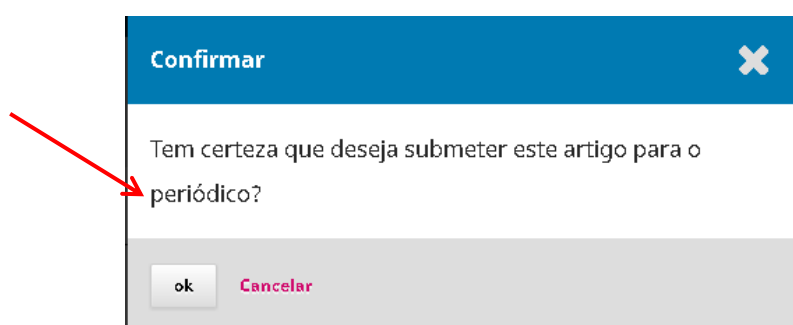 Confirmar
Tem certeza que deseja submeter este artigo para o
periódico?
ok Cancelar